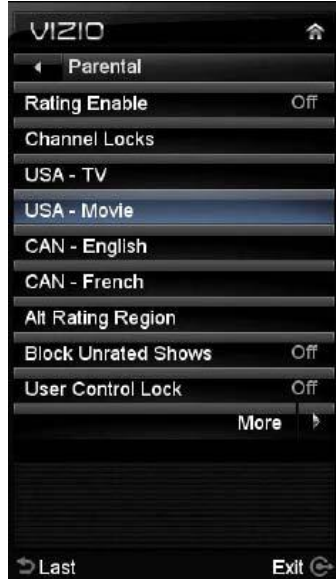 VIZIO
Parental
Rating Enable Off
Channel Locks
USA - TV
USA - Movie
CAN - English
CAN - French
Alt Rating Region
Block Unrated Shows Off
User Control Lock Off
More
Last Exit